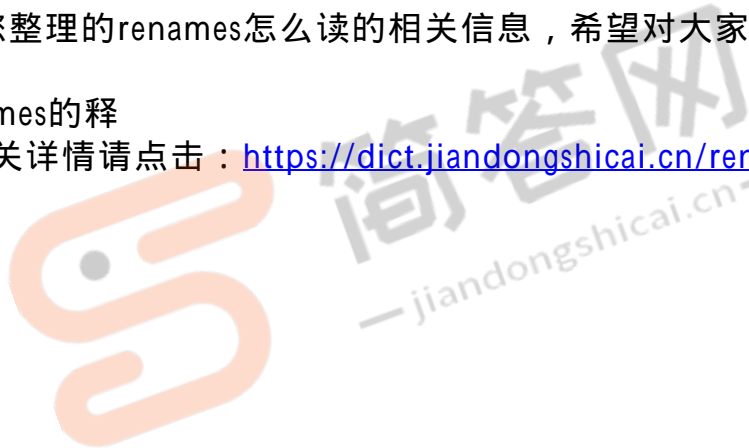 整理的renames怎么读的相关信息，希望对大家
mes的释
关详情请点击：https://dict.jiandongshicai.cn/ren
简答网
jiandongshicai.cn